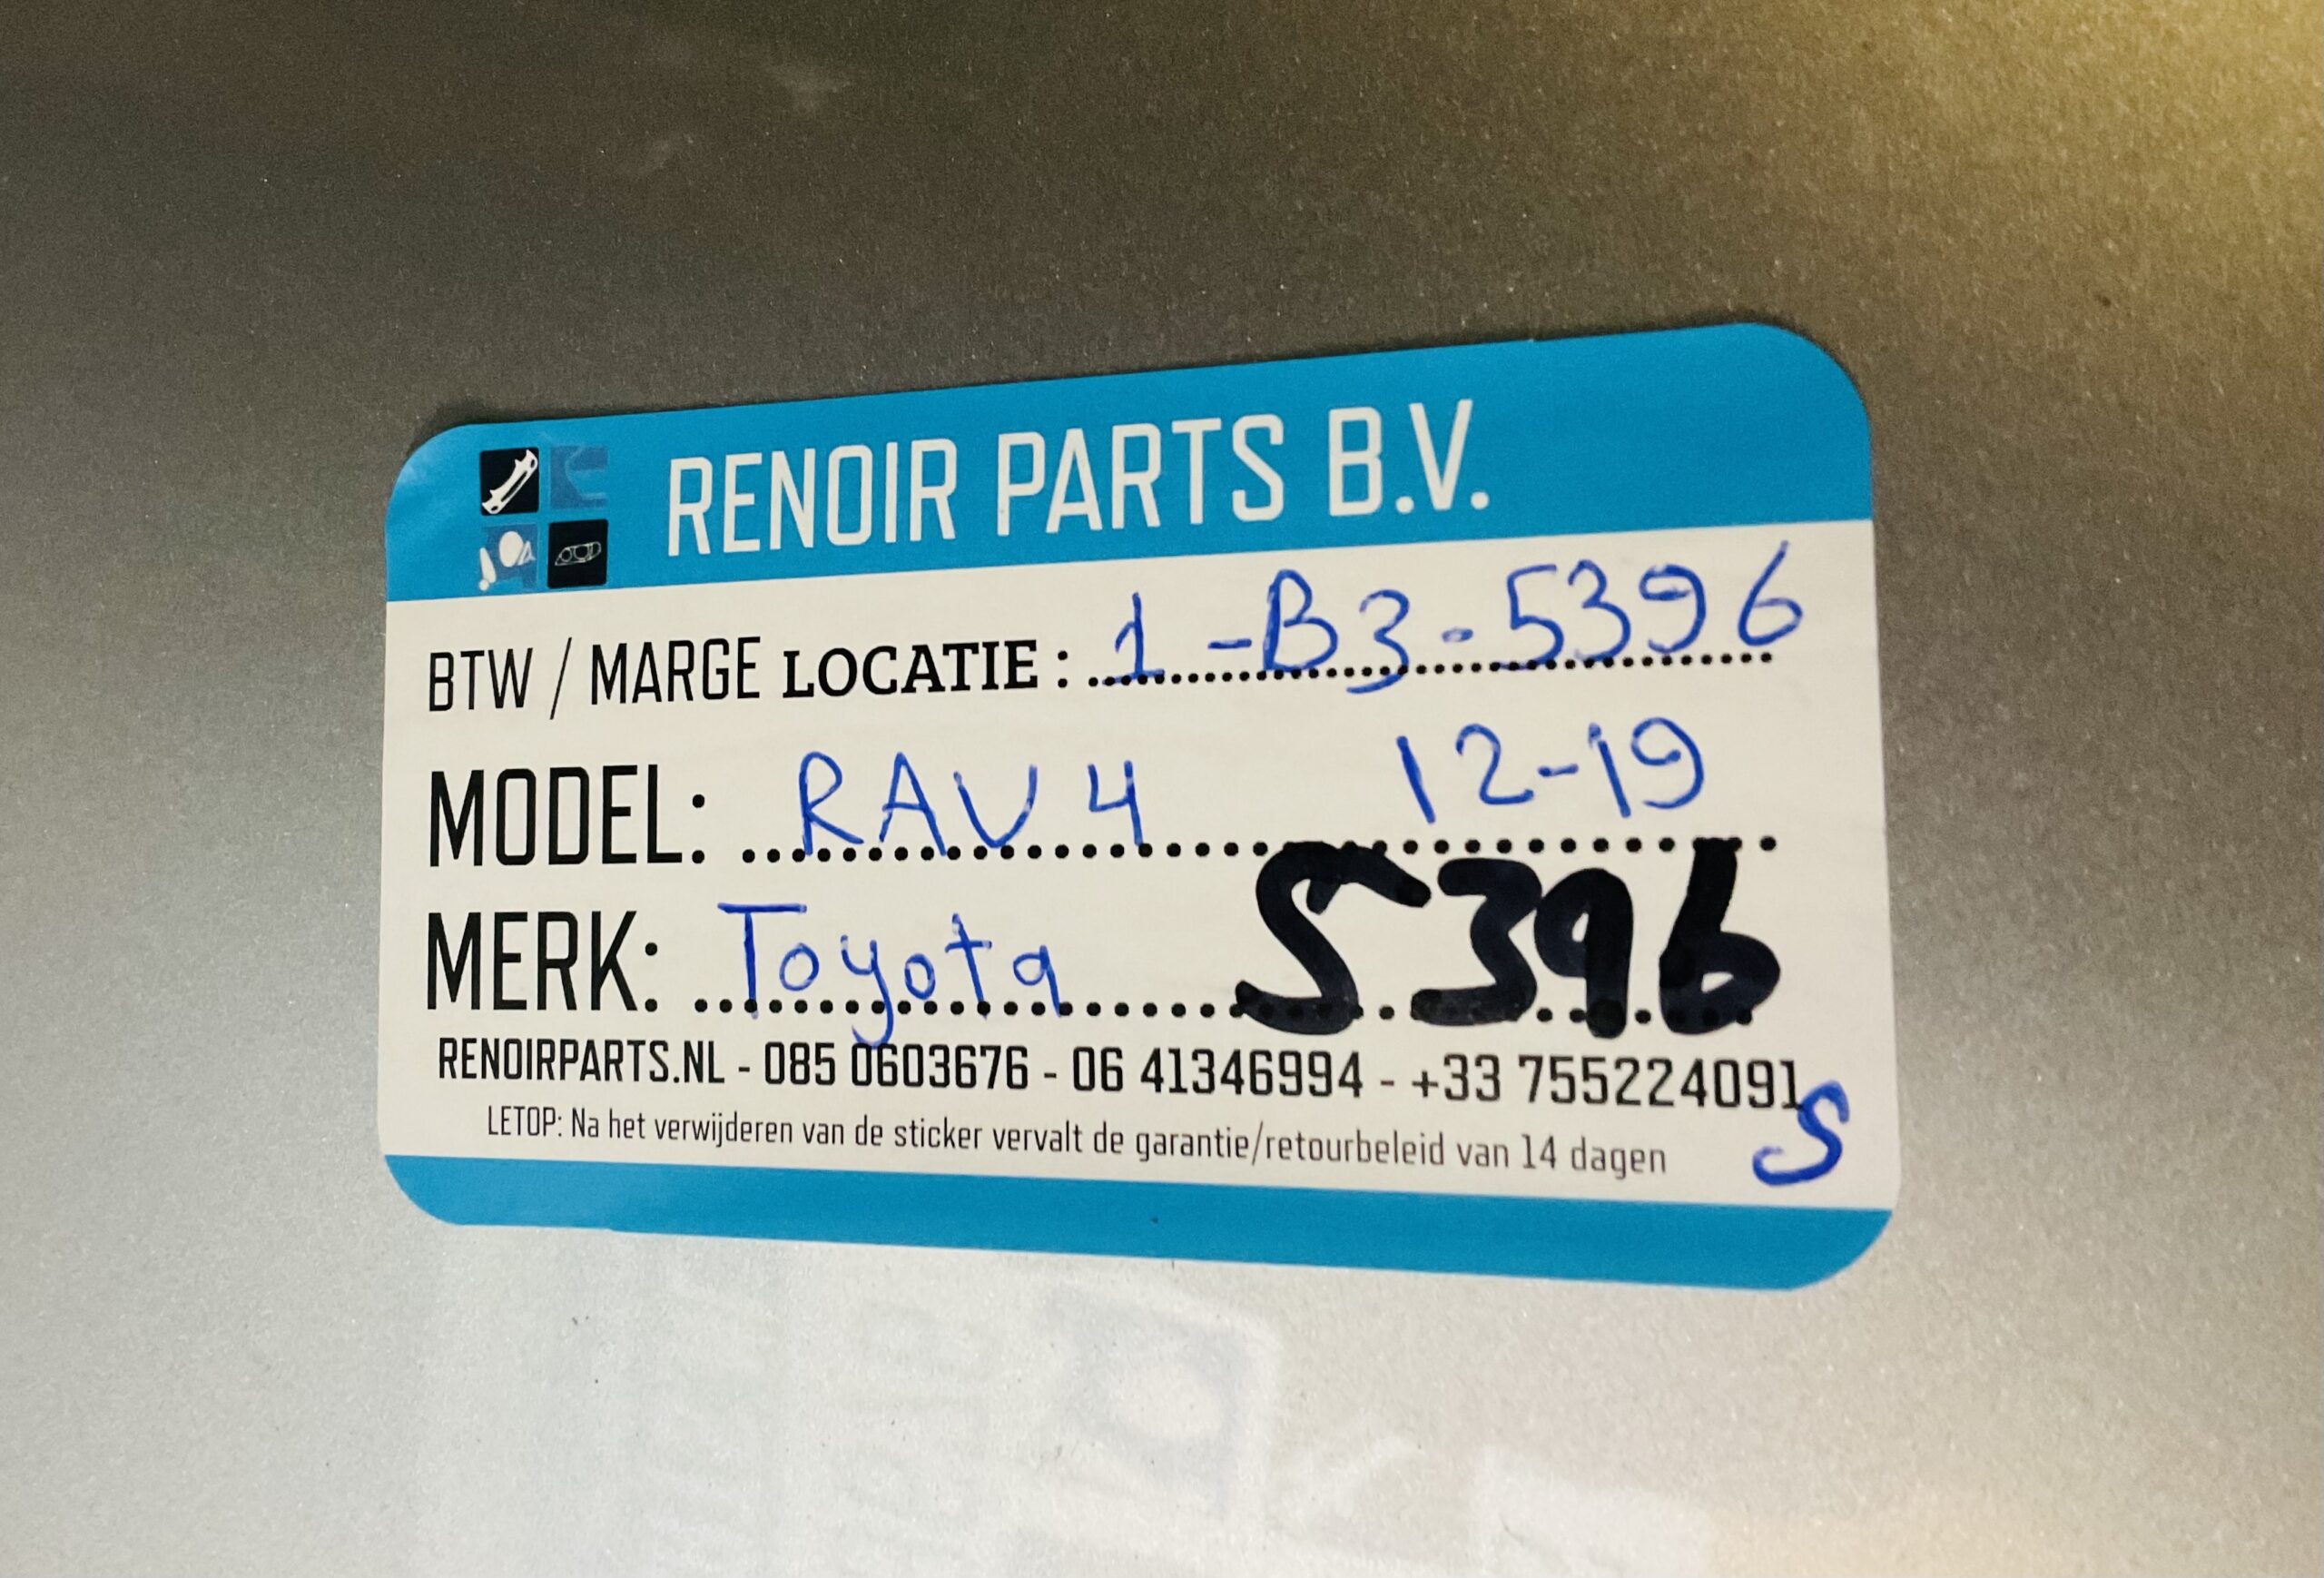 RENOIR PARTS B.V.
BTW / MARGE LOCATIE : 1-B3-5396
MODEL: RAV4 12-19
MERK: Toyota 5396
RENOIRPARTS.NL - 085 0603676 - 06 41346994 - +33 755224091
S
LETOP: Na het verwijderen van de sticker vervalt de garantie/retourbeleid van 14 dagen